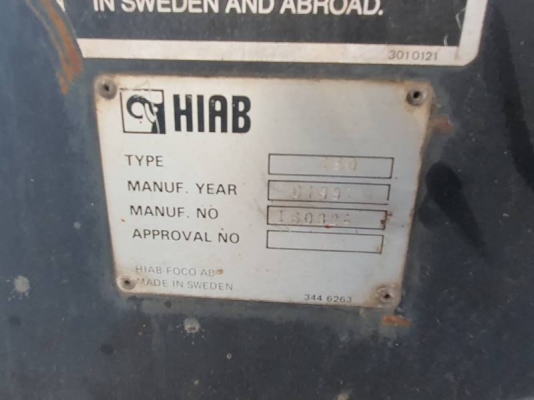 IN SWEDEN AND ABROAD.
3010121
HIAB
TYPE
MANUF. YEAR
MANUF. NO
APPROVAL NO
HIAB FOCO AB
MADE IN SWEDEN
344 6263